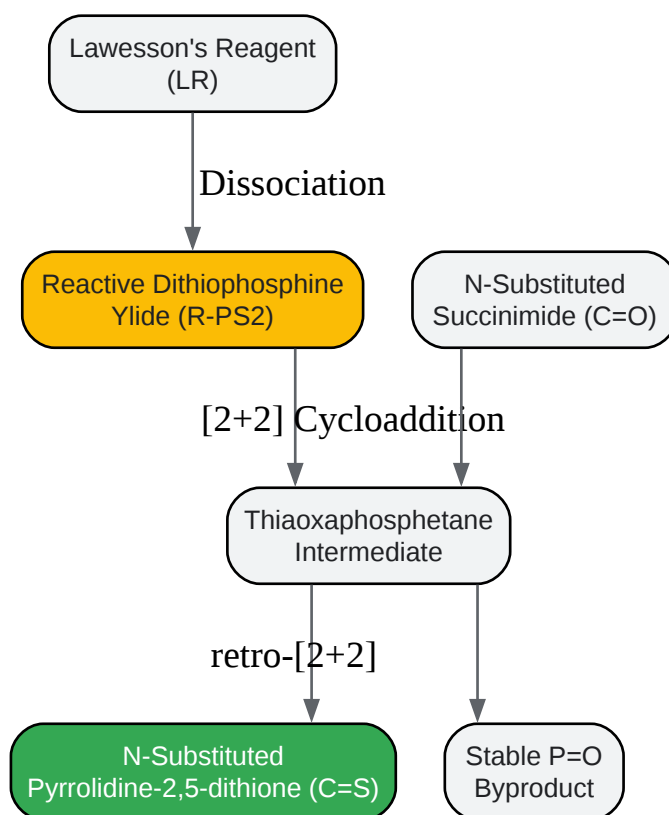 Lawesson's Reagent
(LR)
Dissociation
Reactive Dithiophosphine
Ylide (R-PS2)
N-Substituted
Succinimide (C=O)
[2+2] Cycloaddition
Thiaoxaphosphetane
Intermediate
retro-[2+2]
N-Substituted
Pyrrolidine-2,5-dithione (C=S)
Stable P=O
Byproduct